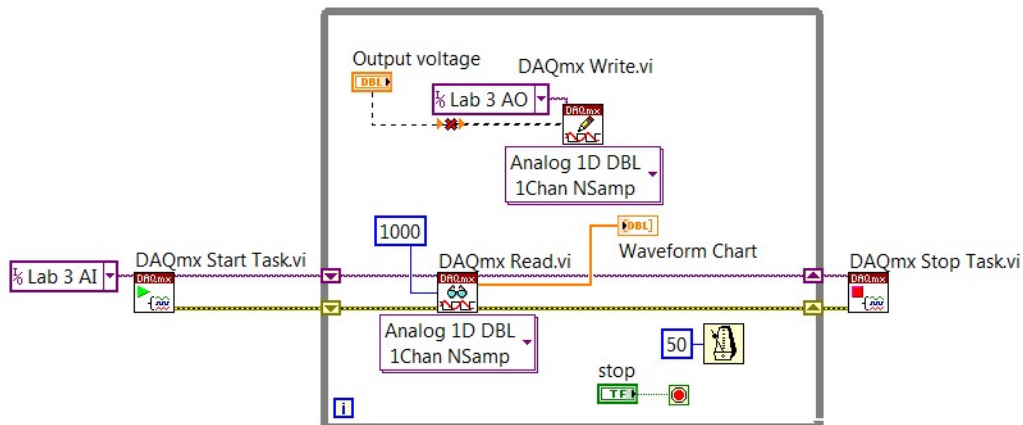 Output voltage
DAQmx Write.vi
DBL
I/O Lab 3 AO
DAQmx
Analog 1D DBL
1Chan NSamp
1000
DBL
Waveform Chart
DAQmx Start Task.vi
DAQmx Read.vi
DAQmx Stop Task.vi
I/O Lab 3 AI
DAQmx
DAQmx
DAQmx
Analog 1D DBL
1Chan NSamp
50
stop
TF
i